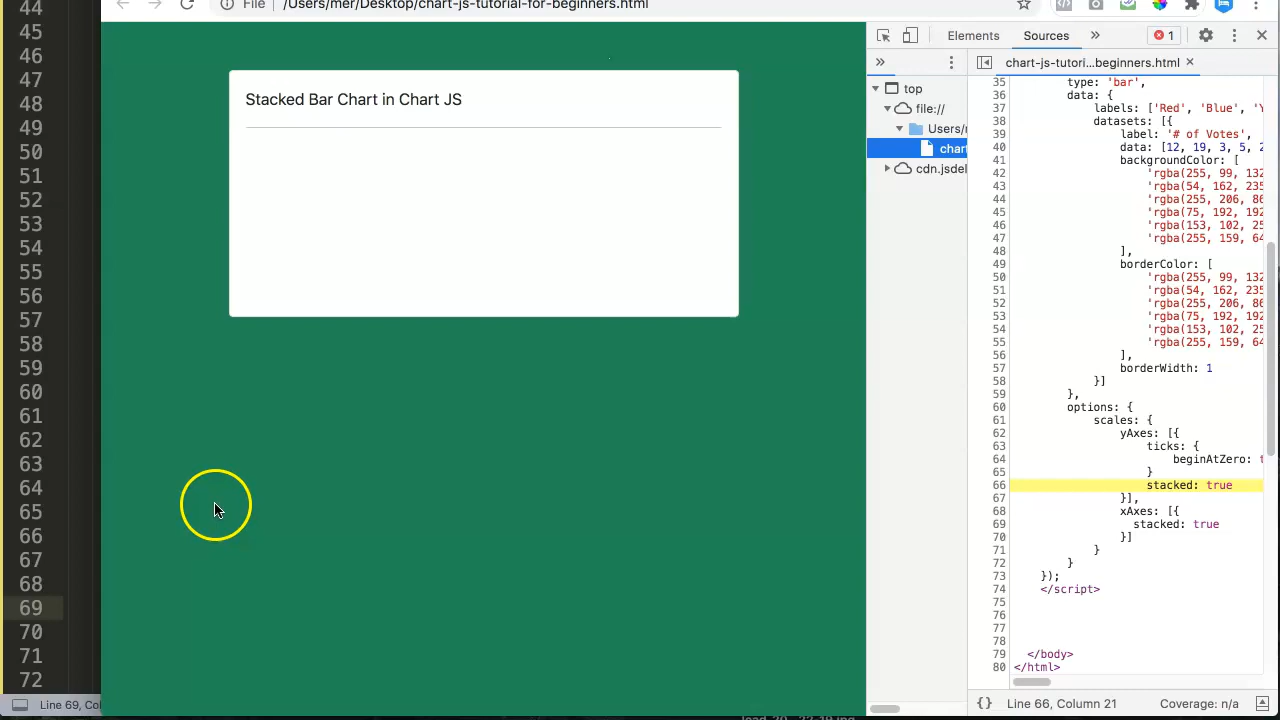 44
45
46
47
48
49
50
51
52
53
54
55
56
57
58
59
60
61
62
63
64
65
66
67
68
69
70
71
72
File /Users/mer/Desktop/chart-js-tutorial-for-beginners.html
Stacked Bar Chart in Chart JS
Elements Sources » 1
» chart-js-tutori...beginners.html ×
top
file://
Users/
chart
cdn.jsdel
35 type: 'bar',
36 data: {
37 labels: ['Red', 'Blue', 'Y
38 datasets: [{
39 label: '# of Votes',
40 data: [12, 19, 3, 5, 2
41 backgroundColor: [
42 'rgba(255, 99, 132
43 'rgba(54, 162, 235
44 'rgba(255, 206, 86
45 'rgba(75, 192, 192
46 'rgba(153, 102, 25
47 'rgba(255, 159, 64
48 ],
49 borderColor: [
50 'rgba(255, 99, 132
51 'rgba(54, 162, 235
52 'rgba(255, 206, 86
53 'rgba(75, 192, 192
54 'rgba(153, 102, 25
55 'rgba(255, 159, 64
56 ],
57 borderWidth: 1
58 }]
59 },
60 options: {
61 scales: {
62 yAxes: [{
63 ticks: {
64 beginAtZero: t
65 }
66 stacked: true
67 }],
68 xAxes: [{
69 stacked: true
70 }]
71 }
72 }
73 });
74 </script>
75
76
77
78
79 </body>
80 </html>
Line 69, Co
{} Line 66, Column 21 Coverage: n/a